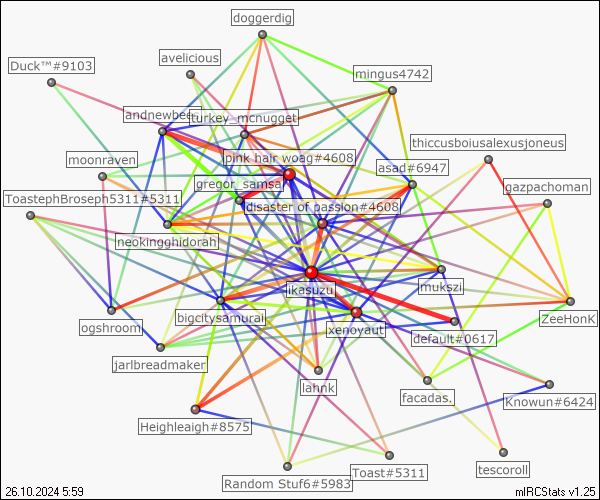 doggerdig
avelicious
Duck™#9103
mingus4742
andnewbee
turkey_mcnugget
thiccusboiusalexusjoneus
moonraven
pink hair woag#4608
asad#6947
gregor_samsa
gazpachoman
ToastephBroseph5311#5311
disaster of passion#4608
neokingghidorah
likasuzu
mukszi
bigcitysamurai
ZeeHonK
ogshroom
xenoyaut
default#0617
jarlbreadmaker
lahnk
facadas.
Knowun#6424
Heighleaigh#8575
Toast#5311
tescoroll
Random Stuf6#5983
26.10.2024 5:59
mIRCStats v1.25